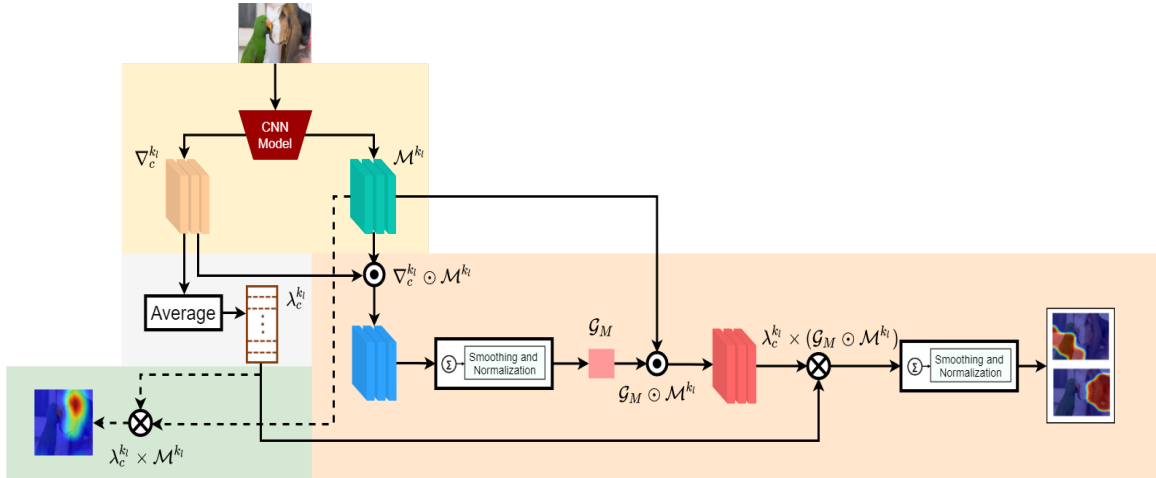 CNN
Model
∇_c^{k_l}
𝓜^{k_l}
∇_c^{k_l} ⊙ 𝓜^{k_l}
Average
λ_c^{k_l}
Σ
Smoothing and
Normalization
𝒢_M
𝒢_M ⊙ 𝓜^{k_l}
λ_c^{k_l} × (𝒢_M ⊙ 𝓜^{k_l})
Σ
Smoothing and
Normalization
λ_c^{k_l} × 𝓜^{k_l}